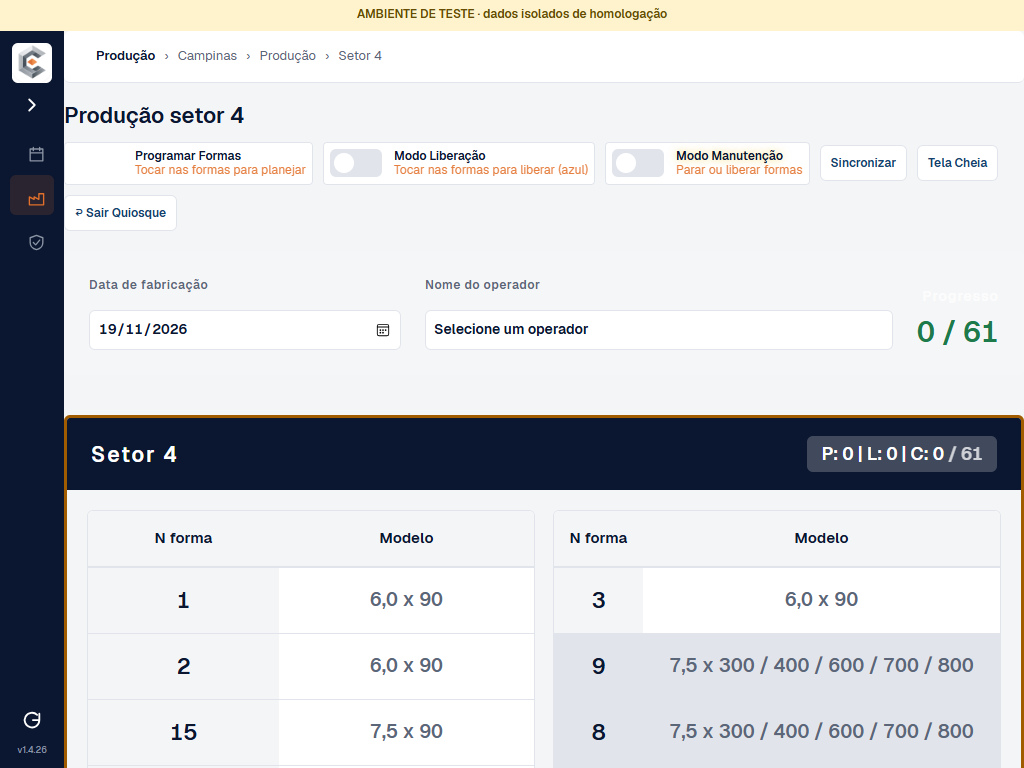 AMBIENTE DE TESTE · dados isolados de homologação
Produção › Campinas › Produção › Setor 4
Produção setor 4
Programar Formas
Tocar nas formas para planejar
Modo Liberação
Tocar nas formas para liberar (azul)
Modo Manutenção
Parar ou liberar formas
Sincronizar
Tela Cheia
Sair Quiosque
Data de fabricação
19/11/2026
Nome do operador
Selecione um operador
Progresso
0 / 61
Setor 4
P: 0 | L: 0 | C: 0 / 61
N forma Modelo
1 6,0 x 90
2 6,0 x 90
15 7,5 x 90
N forma Modelo
3 6,0 x 90
9 7,5 x 300 / 400 / 600 / 700 / 800
8 7,5 x 300 / 400 / 600 / 700 / 800
v1.4.26